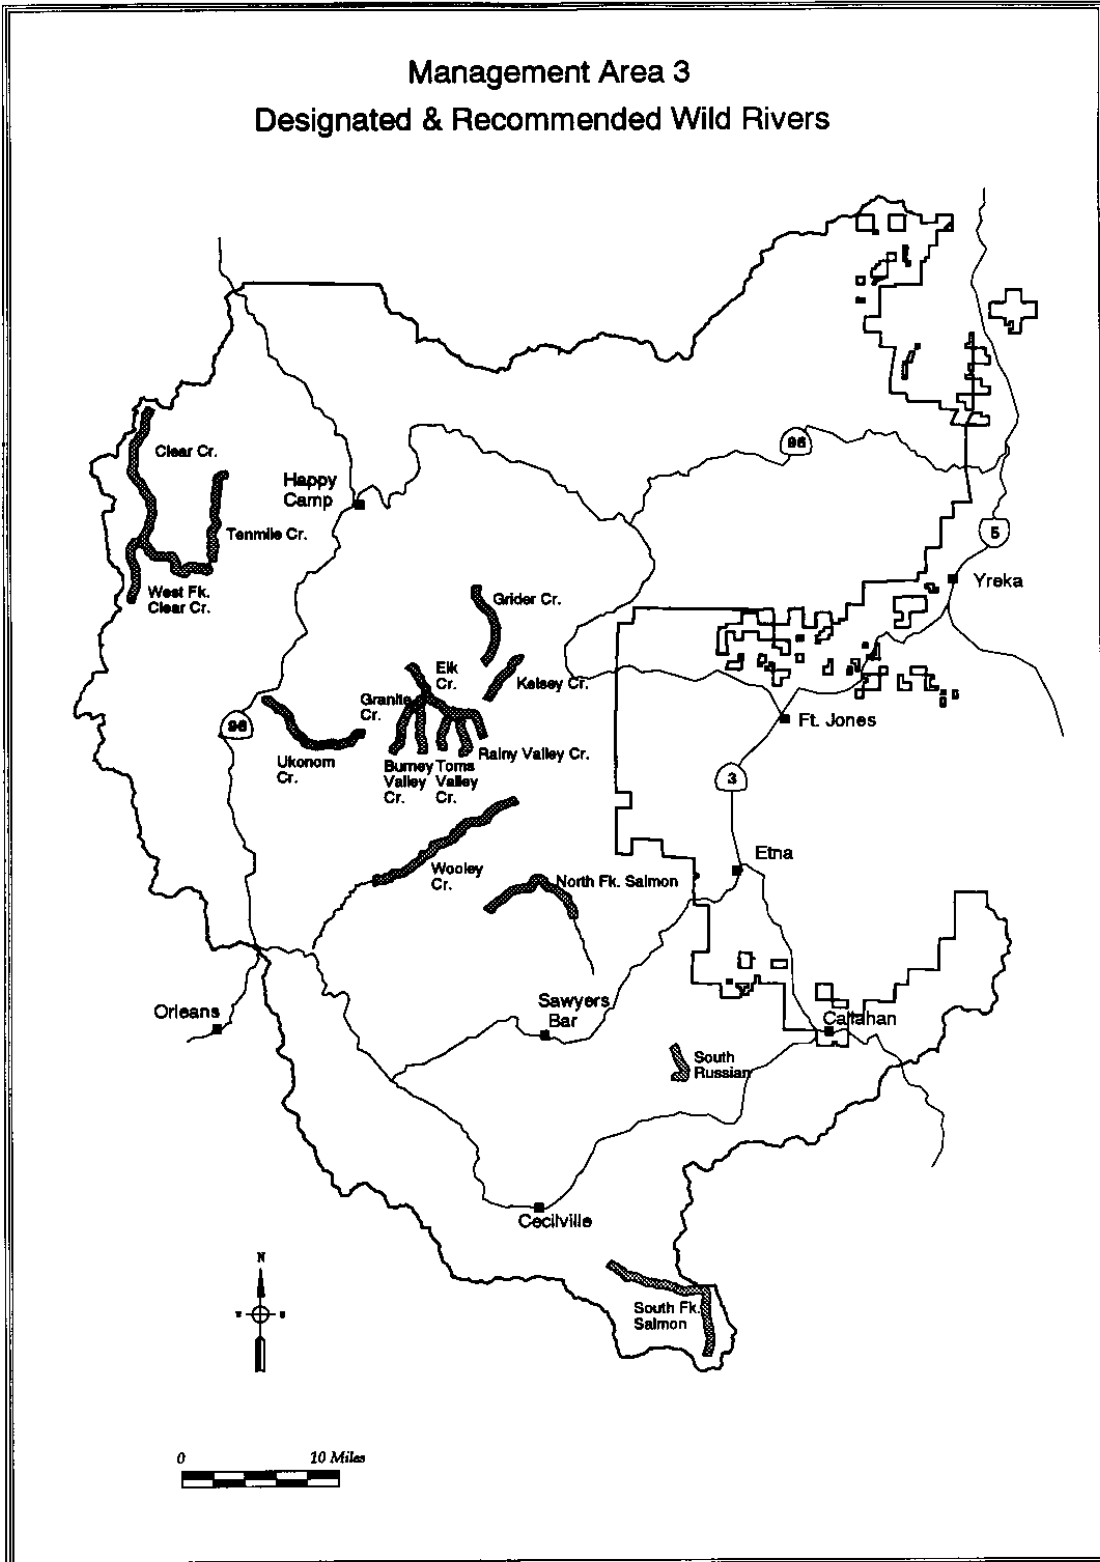 Management Area 3
Designated & Recommended Wild Rivers
Clear Cr.
96
Happy
Camp
Tenmile Cr.
5
Yreka
West Fk.
Clear Cr.
Grider Cr.
Elk
Cr.
Kelsey Cr.
Granite
Cr.
96
Ft. Jones
Ukonom
Cr.
Rainy Valley Cr.
Burney
Valley
Cr.
Toms
Valley
Cr.
3
Etna
Wooley
Cr.
North Fk. Salmon
Orleans
Sawyers
Bar
Callahan
South
Russian
Cecilville
N
South Fk.
Salmon
0 10 Miles